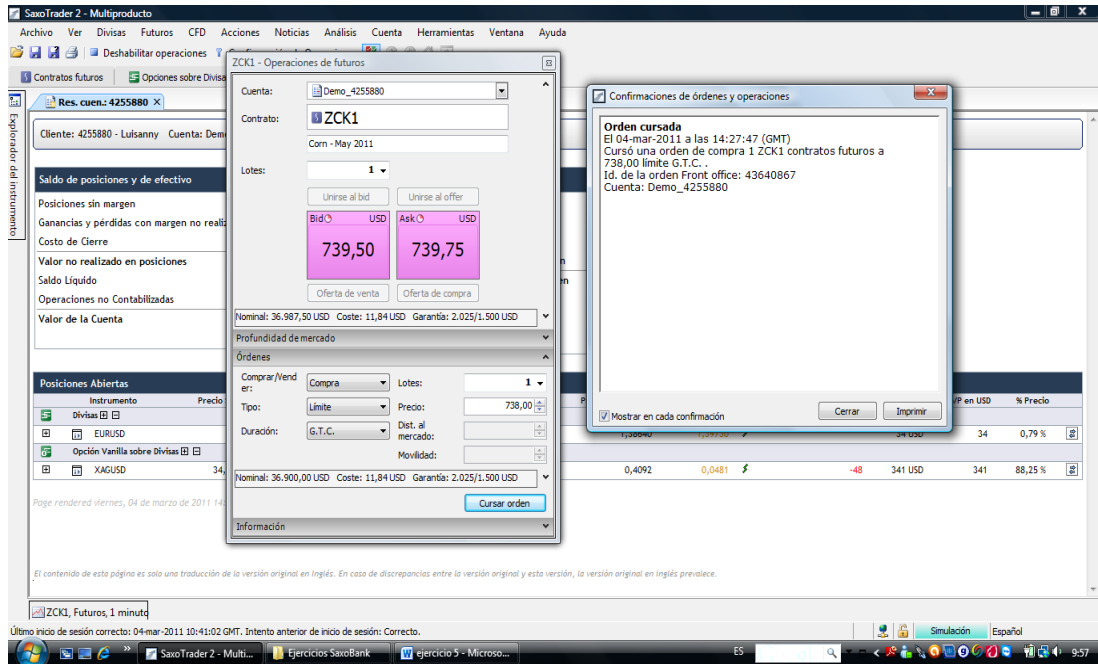 SaxoTrader 2 - Multiproducto
Archivo Ver Divisas Futuros CFD Acciones Noticias Análisis Cuenta Herramientas Ventana Ayuda
Deshabilitar operaciones
Contratos futuros Opciones sobre Divisa
Explorador del instrumento
Res. cuen.: 4255880
Cliente: 4255880 - Luisanny Cuenta: Dem
Saldo de posiciones y de efectivo
Posiciones sin margen
Ganancias y pérdidas con margen no realiz
Costo de Cierre
Valor no realizado en posiciones
Saldo Líquido
Operaciones no Contabilizadas
Valor de la Cuenta
ZCK1 - Operaciones de futuros
Cuenta: Demo_4255880
Contrato: ZCK1
Corn - May 2011
Lotes: 1
Unirse al bid Unirse al offer
Bid USD Ask USD
739,50 739,75
Oferta de venta Oferta de compra
Nominal: 36.987,50 USD Coste: 11,84 USD Garantía: 2.025/1.500 USD
Profundidad de mercado
Órdenes
Comprar/Vender: Compra Lotes: 1
Tipo: Límite Precio: 738,00
Duración: G.T.C. Dist. al mercado:
Movilidad:
Nominal: 36.900,00 USD Coste: 11,84 USD Garantía: 2.025/1.500 USD
Cursar orden
Información
Confirmaciones de órdenes y operaciones
Orden cursada
El 04-mar-2011 a las 14:27:47 (GMT)
Cursó una orden de compra 1 ZCK1 contratos futuros a
738,00 límite G.T.C. .
Id. de la orden Front office: 43640867
Cuenta: Demo_4255880
Mostrar en cada confirmación Cerrar Imprimir
Posiciones Abiertas
Instrumento Precio /P en USD % Precio
Divisas
EURUSD 34 USD 34 0,79 %
Opción Vanilla sobre Divisas
XAGUSD 34, 0,4092 0,0481 -48 341 USD 341 88,25 %
Page rendered viernes, 04 de marzo de 2011 14:
El contenido de esta página es solo una traducción de la versión original en inglés. En caso de discrepancias entre la versión original y esta versión, la versión original en inglés prevalece.
ZCK1, Futuros, 1 minuto
Último inicio de sesión correcto: 04-mar-2011 10:41:02 GMT. Intento anterior de inicio de sesión: Correcto.
Simulación Español
SaxoTrader 2 - Multi... Ejercicios SaxoBank ejercicio 5 - Microso... ES 9:57